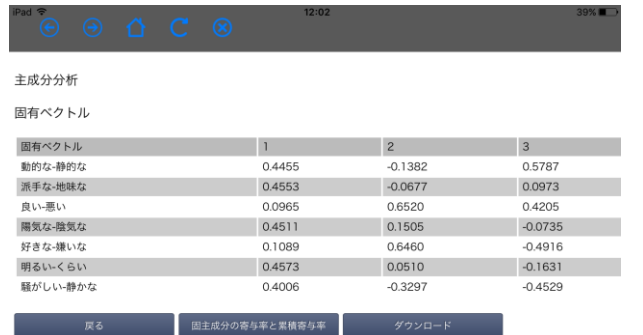 iPad 12:02 39%
主成分分析
固有ベクトル
固有ベクトル 1 2 3
動的な-静的な 0.4455 -0.1382 0.5787
派手な-地味な 0.4553 -0.0677 0.0973
良い-悪い 0.0965 0.6520 0.4205
陽気な-陰気な 0.4511 0.1505 -0.0735
好きな-嫌いな 0.1089 0.6460 -0.4916
明るい-くらい 0.4573 0.0510 -0.1631
騒がしい-静かな 0.4006 -0.3297 -0.4529
戻る 固主成分の寄与率と累積寄与率 ダウンロード